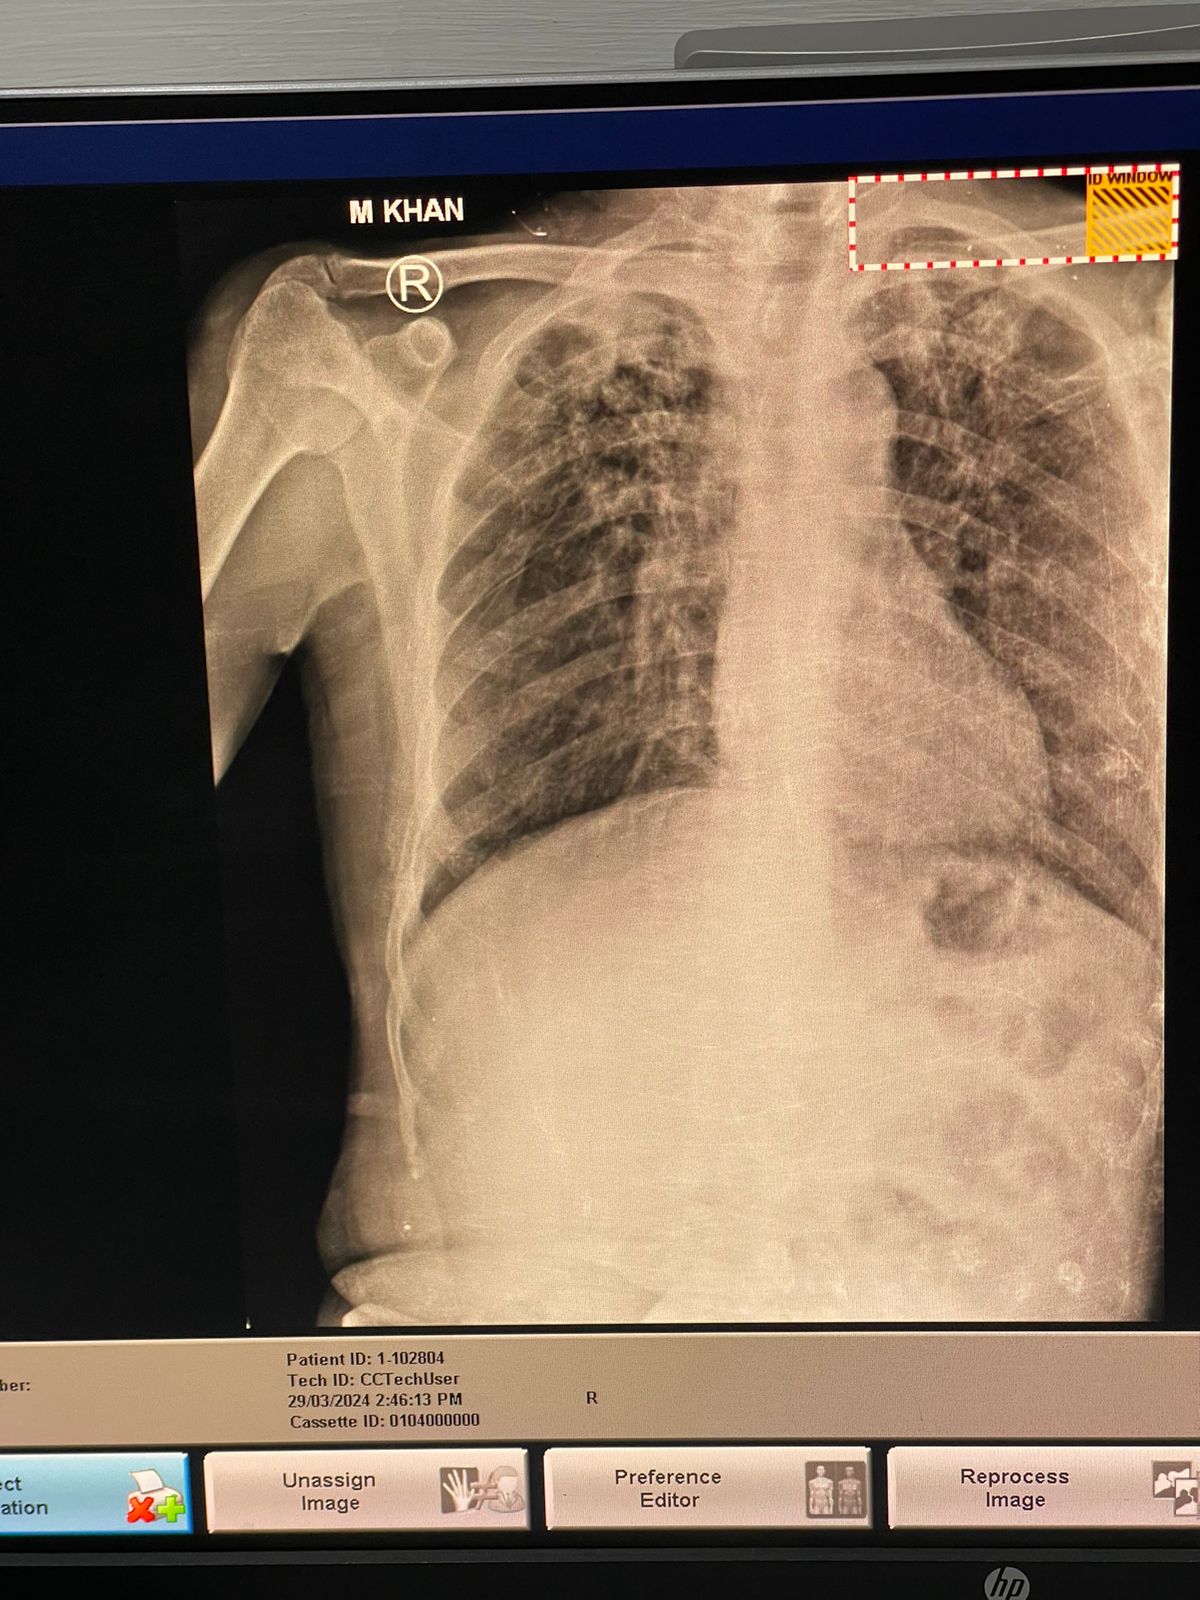 M KHAN
ID WINDOW
R
ber:
Patient ID: 1-102804
Tech ID: CCTechUser
29/03/2024 2:46:13 PM
R
Cassette ID: 0104000000
ect
ation
Unassign
Image
Preference
Editor
Reprocess
Image
hp